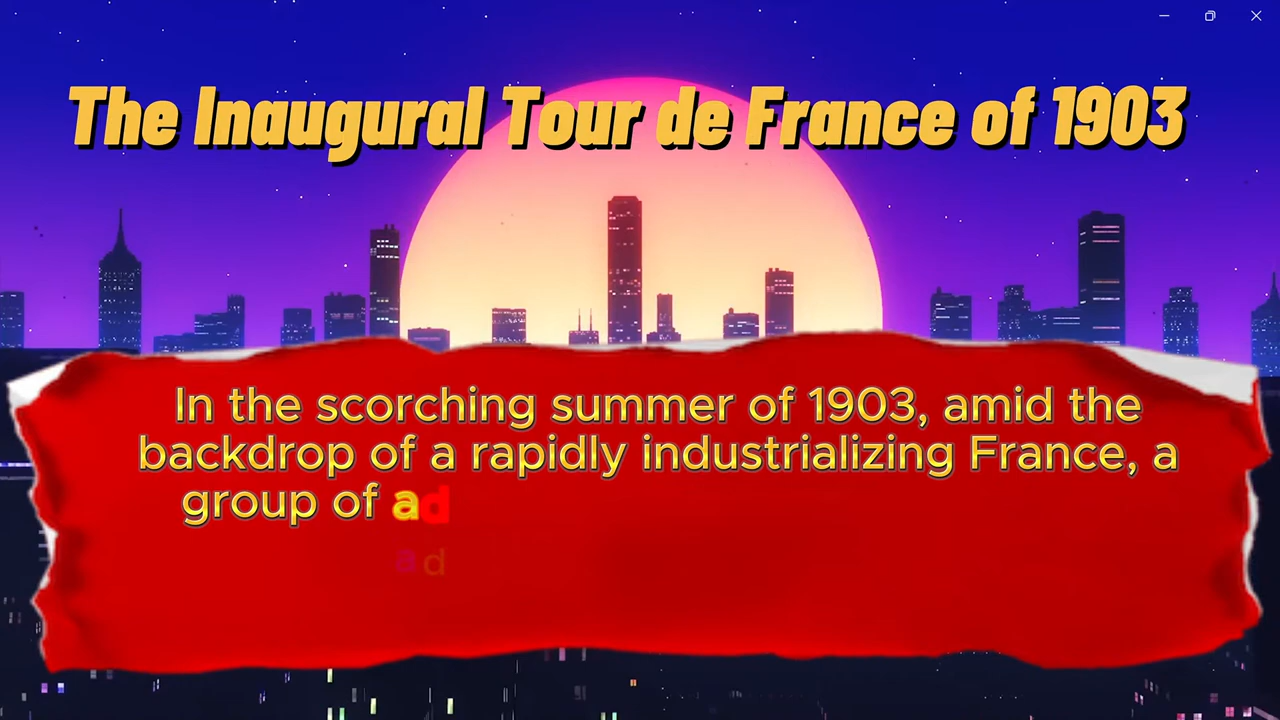 The Inaugural Tour de France of 1903
In the scorching summer of 1903, amid the
backdrop of a rapidly industrializing France, a
group of ad
ad